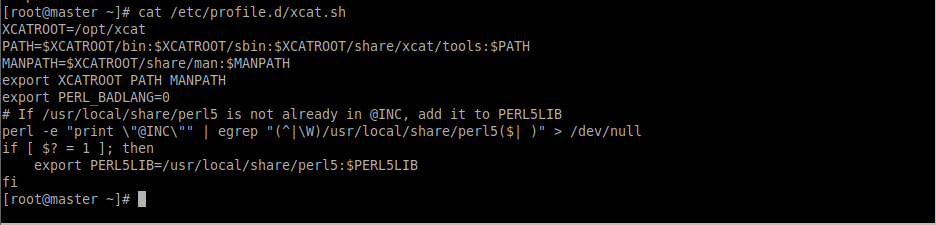 [root@master ~]# cat /etc/profile.d/xcat.sh
XCATROOT=/opt/xcat
PATH=$XCATROOT/bin:$XCATROOT/sbin:$XCATROOT/share/xcat/tools:$PATH
MANPATH=$XCATROOT/share/man:$MANPATH
export XCATROOT PATH MANPATH
export PERL_BADLANG=0
# If /usr/local/share/perl5 is not already in @INC, add it to PERL5LIB
perl -e "print \"@INC\"" | egrep "(^|\W)/usr/local/share/perl5($| )" > /dev/null
if [ $? = 1 ]; then
    export PERL5LIB=/usr/local/share/perl5:$PERL5LIB
fi
[root@master ~]#